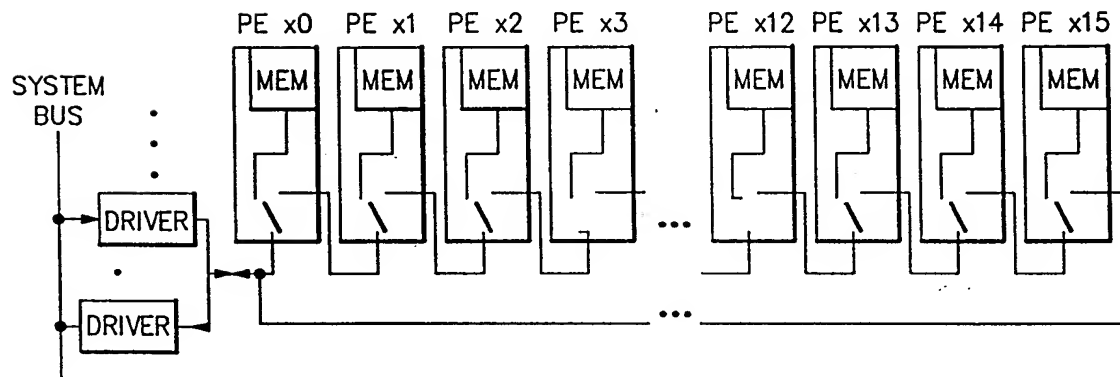 PE x0 PE x1 PE x2 PE x3 PE x12 PE x13 PE x14 PE x15
MEM MEM MEM MEM MEM MEM MEM MEM
SYSTEM
BUS
DRIVER
...
DRIVER
...